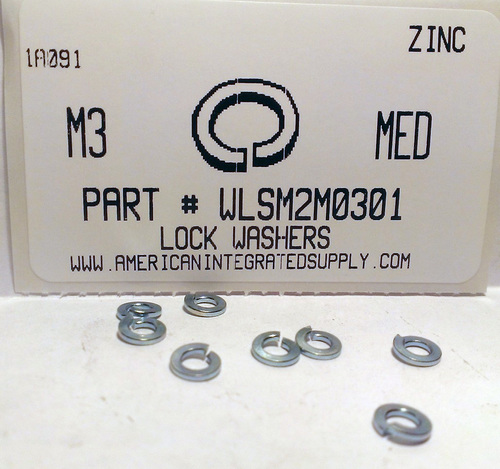 ZINC
1A091
M3
MED
PART # WLSM2M0301
LOCK WASHERS
WWW.AMERICANINTEGRATEDSUPPLY.COM